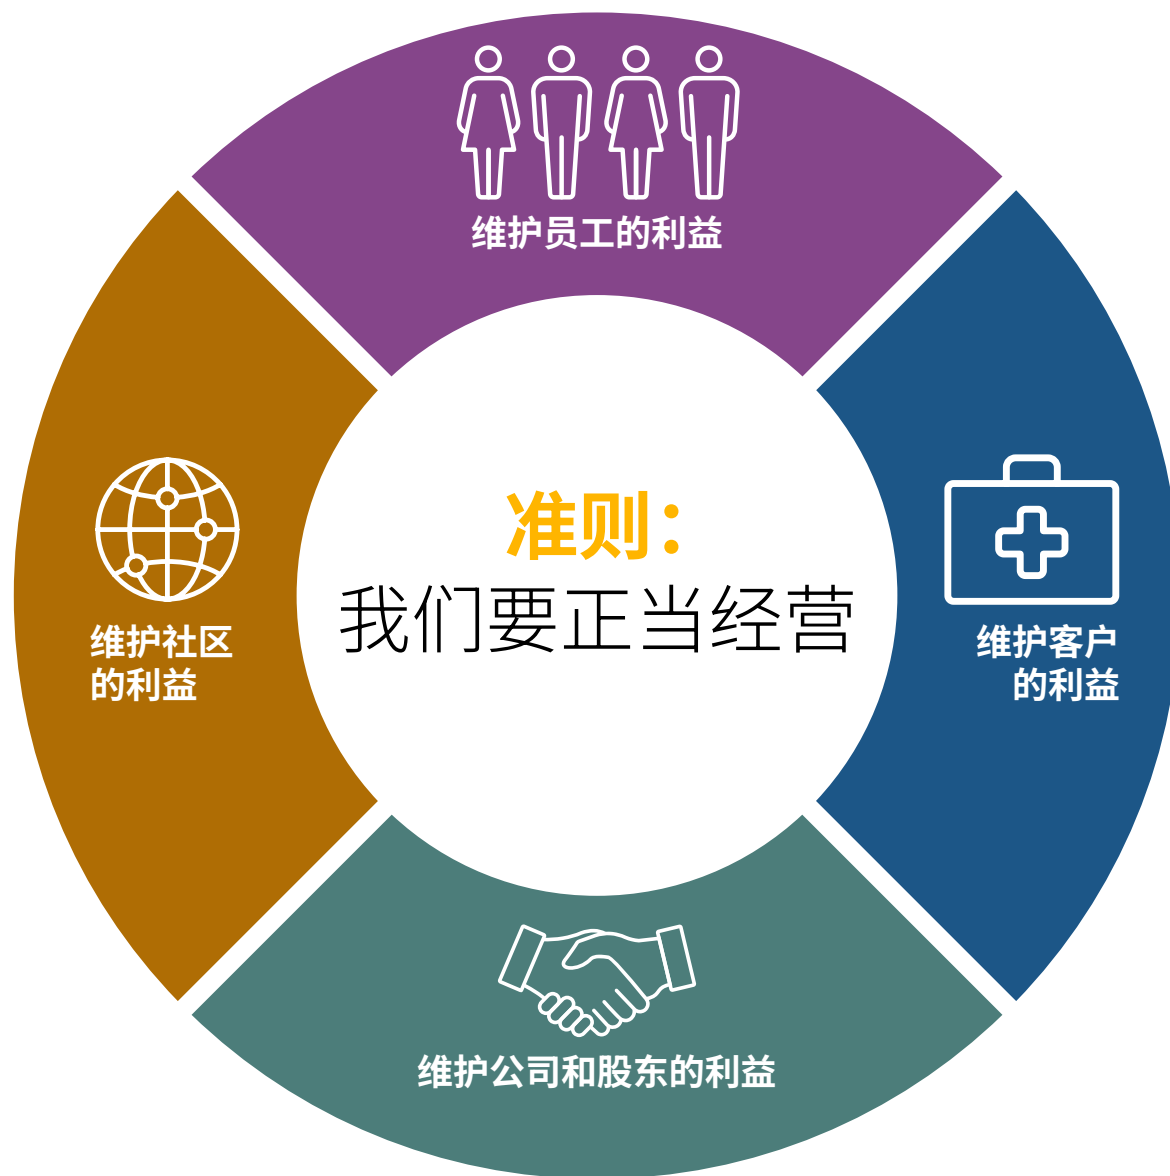 维护员工的利益
准则：
我们要正当经营
维护社区
的利益
维护客户
的利益
维护公司和股东的利益